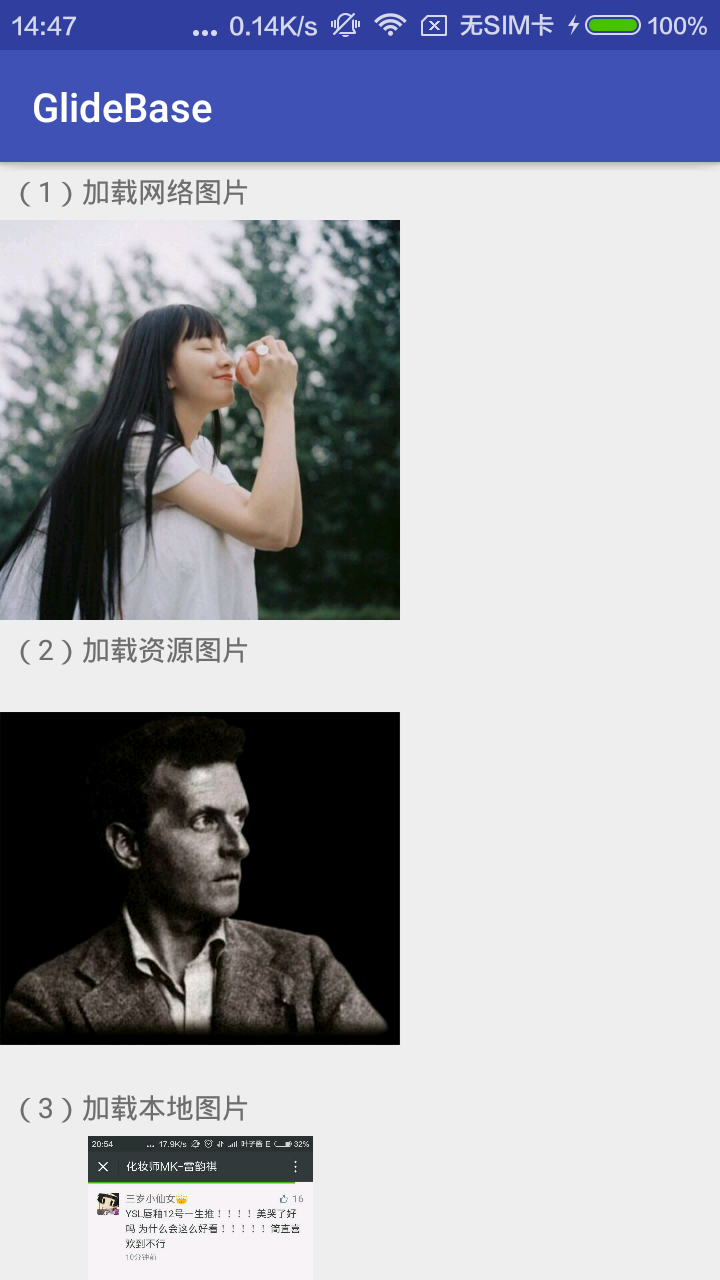 14:47 ... 0.14K/s 无SIM卡 100%
GlideBase
（1）加载网络图片
（2）加载资源图片
（3）加载本地图片
20:54 ... 17.9K/s 叶子酱 E 32%
化妆师MK-雷韵祺
三岁小仙女 16
YSL唇釉12号一生推！！！！美哭了好
吗 为什么会这么好看！！！！！简直喜
欢到不行
10分钟前